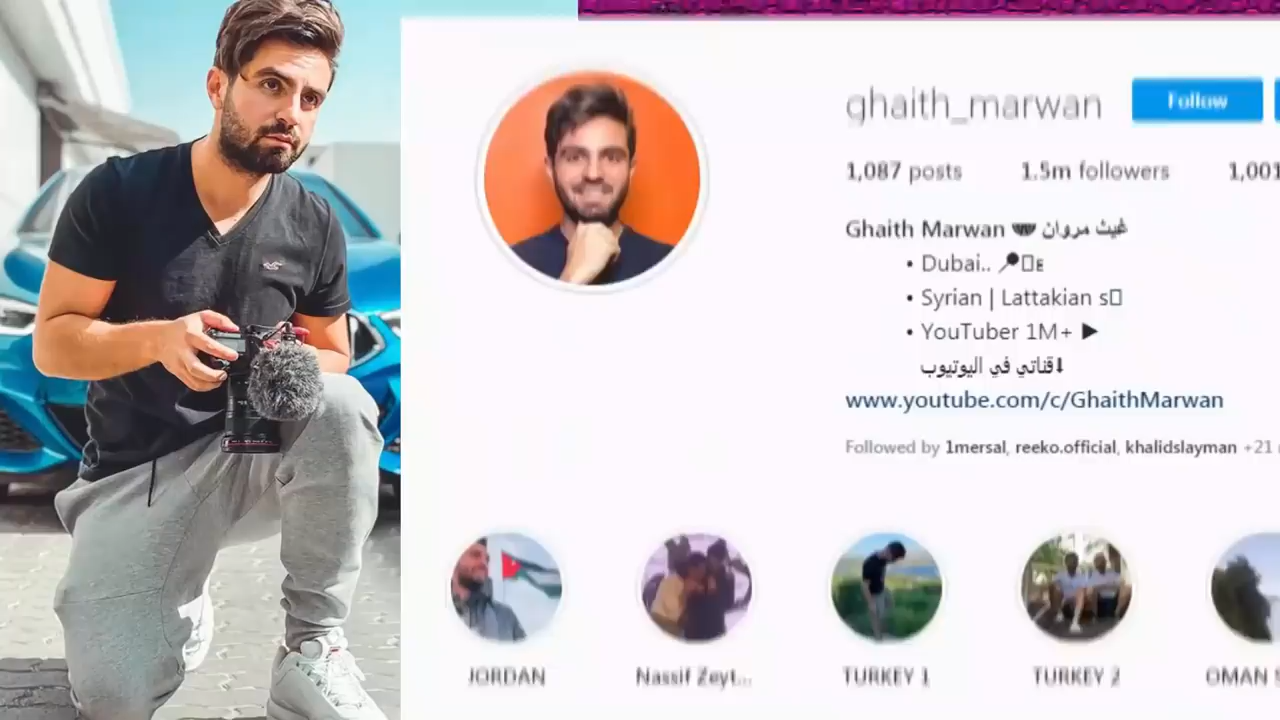 ghaith_marwan
Follow
1,087 posts 1.5m followers 1,001
Ghaith Marwan غيث مروان
• Dubai..
• Syrian | Lattakian
• YouTuber 1M+ ▶
⬇قناتي في اليوتيوب
www.youtube.com/c/GhaithMarwan
Followed by 1mersal, reeko.official, khalidslayman +21
JORDAN
Nassif Zeyt...
TURKEY 1
TURKEY 2
OMAN